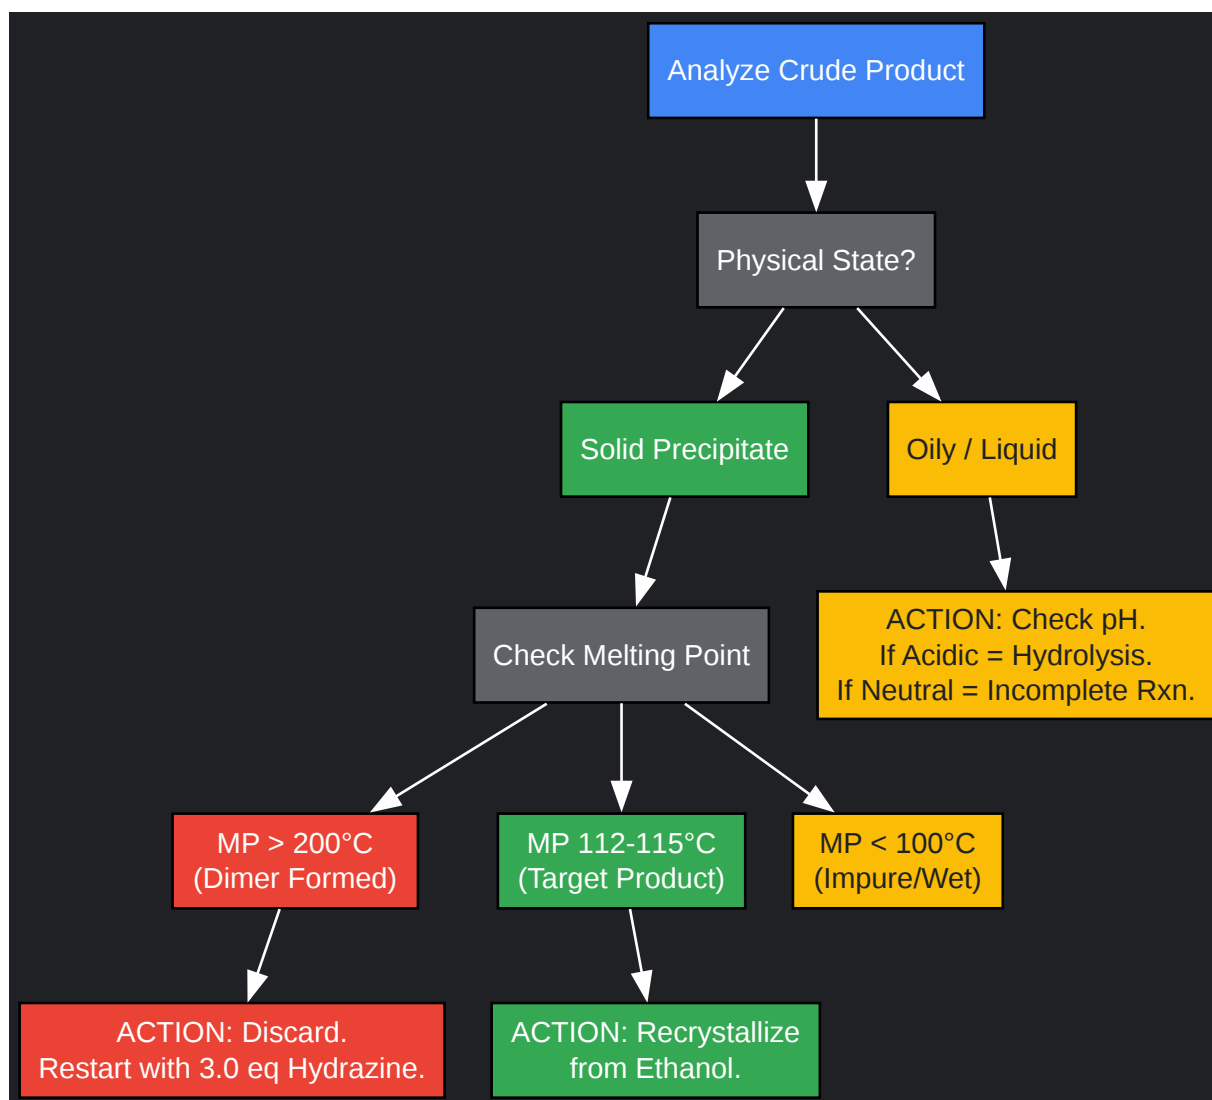 Analyze Crude Product
Physical State?
Solid Precipitate
Oily / Liquid
ACTION: Check pH.
If Acidic = Hydrolysis.
If Neutral = Incomplete Rxn.
Check Melting Point
MP > 200°C
(Dimer Formed)
MP 112-115°C
(Target Product)
MP < 100°C
(Impure/Wet)
ACTION: Discard.
Restart with 3.0 eq Hydrazine.
ACTION: Recrystallize
from Ethanol.